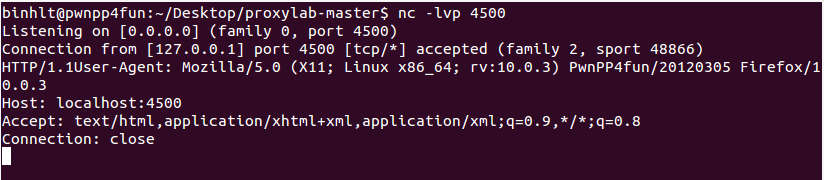 binhlt@pwnpp4fun:~/Desktop/proxylab-master$ nc -lvp 4500
Listening on [0.0.0.0] (family 0, port 4500)
Connection from [127.0.0.1] port 4500 [tcp/*] accepted (family 2, sport 48866)
HTTP/1.1User-Agent: Mozilla/5.0 (X11; Linux x86_64; rv:10.0.3) PwnPP4fun/20120305 Firefox/1
0.0.3
Host: localhost:4500
Accept: text/html,application/xhtml+xml,application/xml;q=0.9,*/*;q=0.8
Connection: close